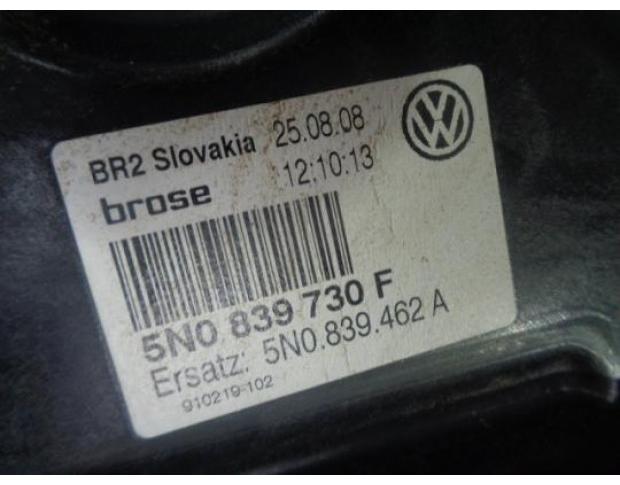 BR2 Slovakia 25.08.08
brose 12:10:13
5N0 839 730 F
Ersatz: 5N0.839.462 A
910219-102